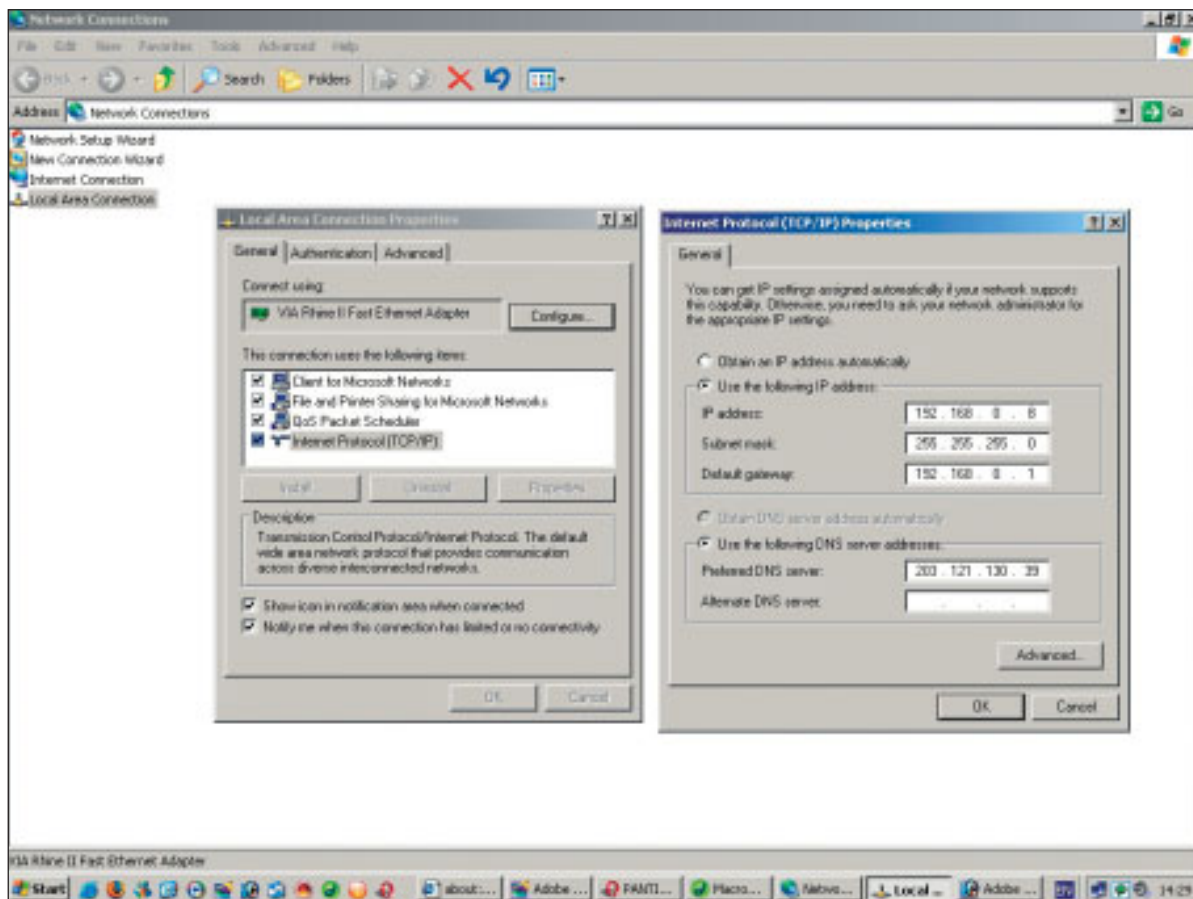 Network Connections
File Edit View Favorites Tools Advanced Help
Back Search Folders
Address Network Connections Go
Network Setup Wizard
New Connection Wizard
Internet Connection
Local Area Connection
Local Area Connection Properties
General Authentication Advanced
Connect using:
VIA Rhine II Fast Ethernet Adapter Configure...
This connection uses the following items:
Client for Microsoft Networks
File and Printer Sharing for Microsoft Networks
QoS Packet Scheduler
Internet Protocol (TCP/IP)
Install... Uninstall Properties
Description
Transmission Control Protocol/Internet Protocol. The default
wide area network protocol that provides communication
across diverse interconnected networks.
Show icon in notification area when connected
Notify me when this connection has limited or no connectivity
OK Cancel
Internet Protocol (TCP/IP) Properties
General
You can get IP settings assigned automatically if your network supports
this capability. Otherwise, you need to ask your network administrator for
the appropriate IP settings.
Obtain an IP address automatically
Use the following IP address:
IP address: 192 . 168 . 0 . 8
Subnet mask: 255 . 255 . 255 . 0
Default gateway: 192 . 168 . 0 . 1
Obtain DNS server address automatically
Use the following DNS server addresses:
Preferred DNS server: 203 . 121 . 130 . 39
Alternate DNS server: . . .
Advanced...
OK Cancel
VIA Rhine II Fast Ethernet Adapter
Start about:... Adobe ... PANTI... Macro... Netwo... Local ... Adobe ... EN 14:29